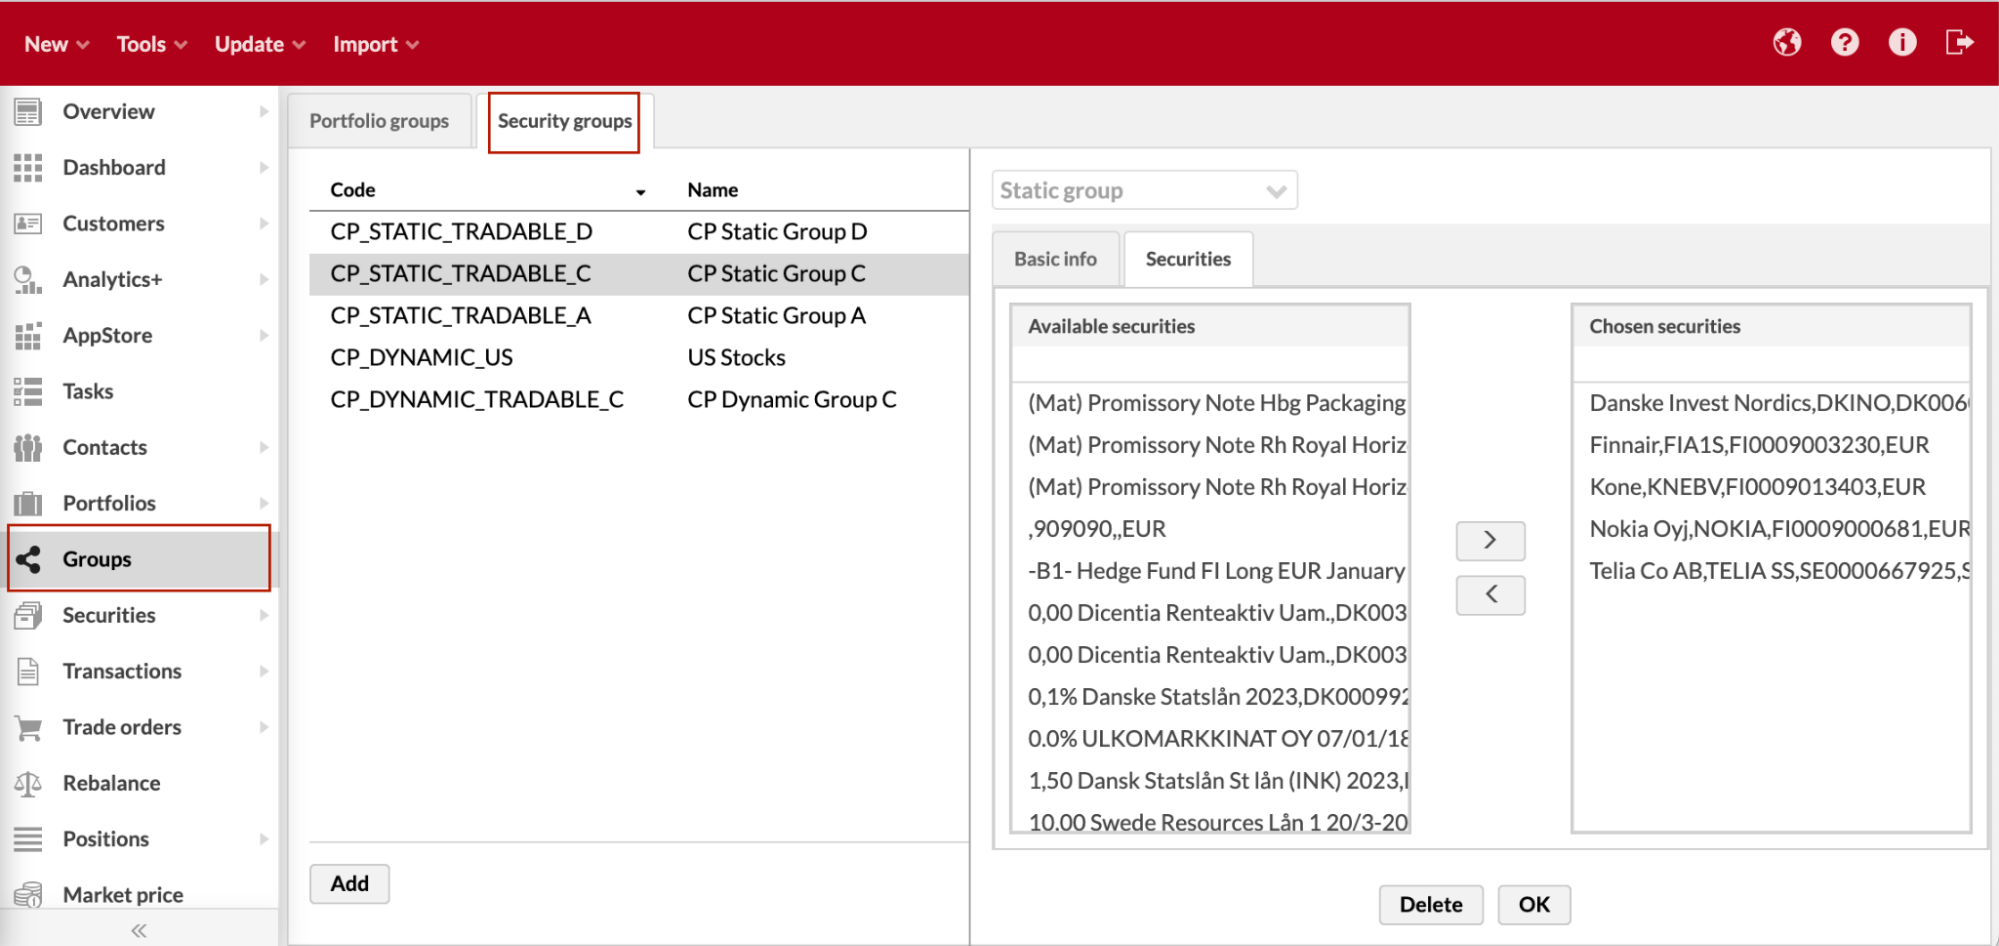 New Tools Update Import
Overview
Dashboard
Customers
Analytics+
AppStore
Tasks
Contacts
Portfolios
Groups
Securities
Transactions
Trade orders
Rebalance
Positions
Market price
Portfolio groups Security groups
Code Name
CP_STATIC_TRADABLE_D CP Static Group D
CP_STATIC_TRADABLE_C CP Static Group C
CP_STATIC_TRADABLE_A CP Static Group A
CP_DYNAMIC_US US Stocks
CP_DYNAMIC_TRADABLE_C CP Dynamic Group C
Add
Static group
Basic info Securities
Available securities
(Mat) Promissory Note Hbg Packaging
(Mat) Promissory Note Rh Royal Horiz
(Mat) Promissory Note Rh Royal Horiz
,909090,,EUR
-B1- Hedge Fund FI Long EUR January
0,00 Dicentia Renteaktiv Uam.,DK003
0,00 Dicentia Renteaktiv Uam.,DK003
0,1% Danske Statslån 2023,DK000992
0.0% ULKOMARKKINAT OY 07/01/18
1,50 Dansk Statslån St lån (INK) 2023,
10.00 Swede Resources Lån 1 20/3-20
Chosen securities
Danske Invest Nordics,DKINO,DK006
Finnair,FIA1S,FI0009003230,EUR
Kone,KNEBV,FI0009013403,EUR
Nokia Oyj,NOKIA,FI0009000681,EUR
Telia Co AB,TELIA SS,SE0000667925,S
Delete OK